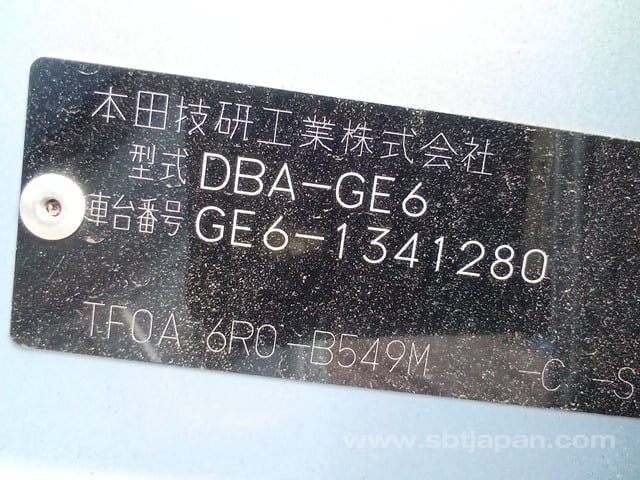 本田技研工業株式会社
型式 DBA-GE6
車台番号 GE6-1341280
TF0A 6R0-B549M -C -S
www.sbtjapan.com